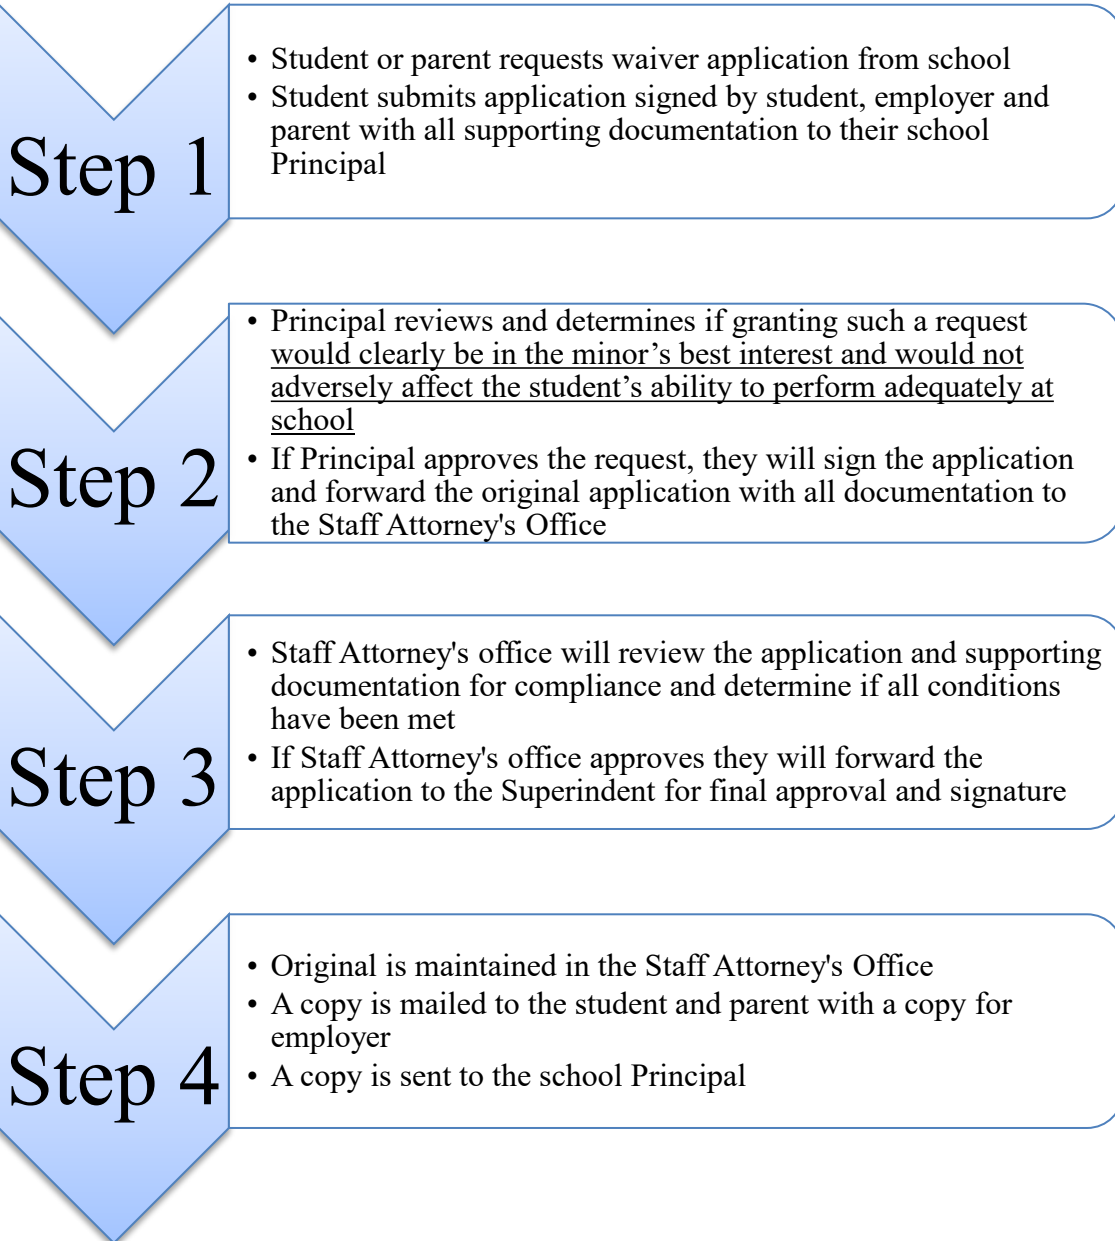 Step 1
• Student or parent requests waiver application from school
• Student submits application signed by student, employer and
parent with all supporting documentation to their school
Principal
Step 2
• Principal reviews and determines if granting such a request
would clearly be in the minor’s best interest and would not
adversely affect the student’s ability to perform adequately at
school
• If Principal approves the request, they will sign the application
and forward the original application with all documentation to
the Staff Attorney's Office
Step 3
• Staff Attorney's office will review the application and supporting
documentation for compliance and determine if all conditions
have been met
• If Staff Attorney's office approves they will forward the
application to the Superindent for final approval and signature
Step 4
• Original is maintained in the Staff Attorney's Office
• A copy is mailed to the student and parent with a copy for
employer
• A copy is sent to the school Principal